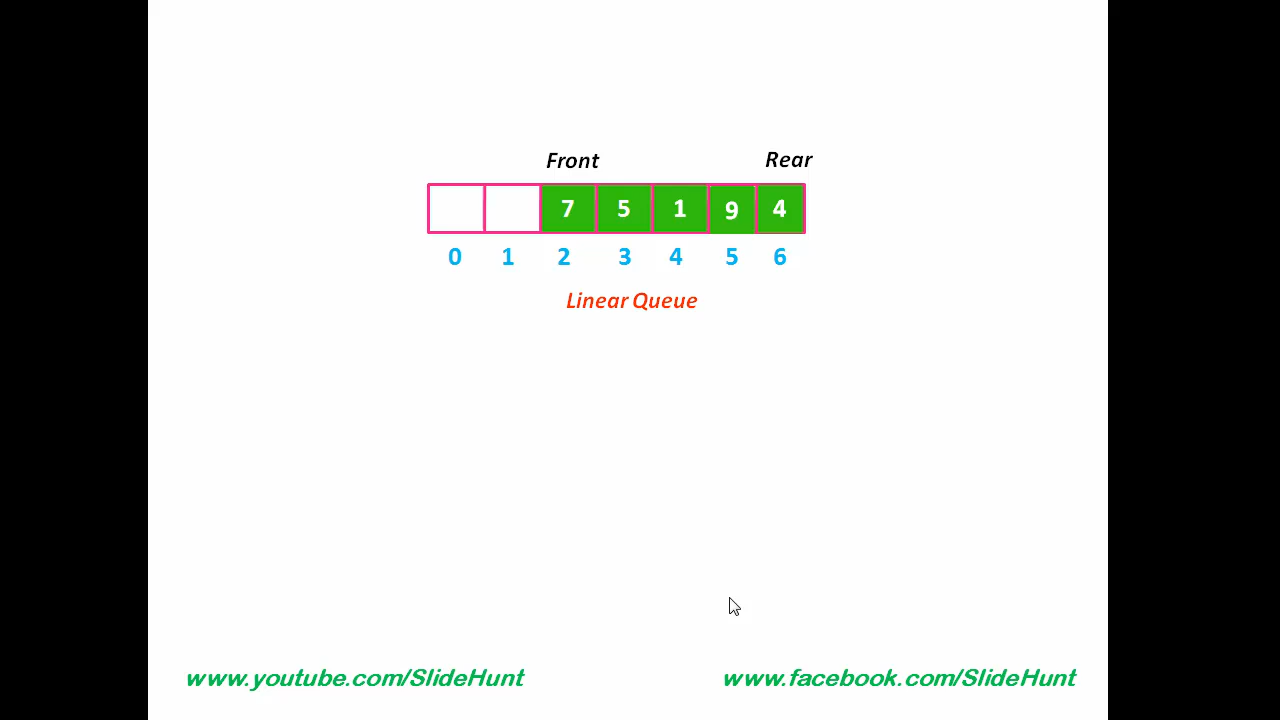 Front Rear
7 5 1 9 4
0 1 2 3 4 5 6
Linear Queue
www.youtube.com/SlideHunt www.facebook.com/SlideHunt